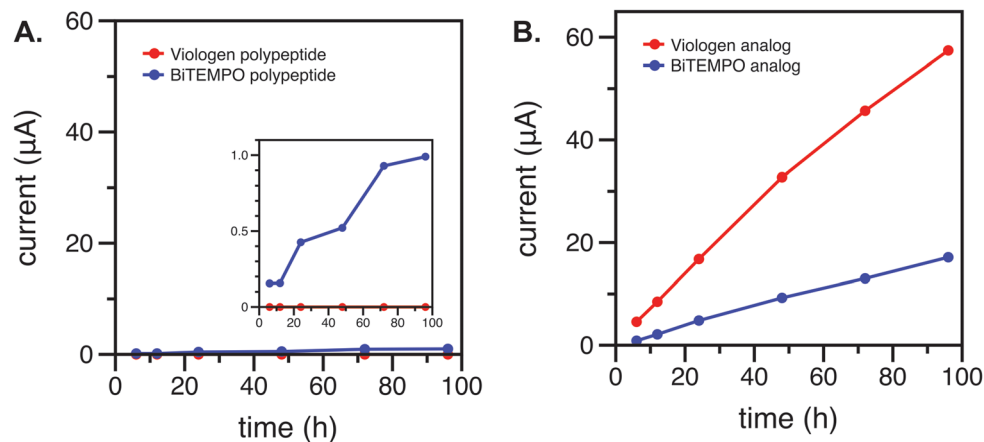 A.
Viologen polypeptide
BiTEMPO polypeptide
current (µA)
60
40
20
0
1.0
0.5
0
0 20 40 60 80 100
0 20 40 60 80 100
time (h)
B.
Viologen analog
BiTEMPO analog
current (µA)
60
40
20
0
0 20 40 60 80 100
time (h)